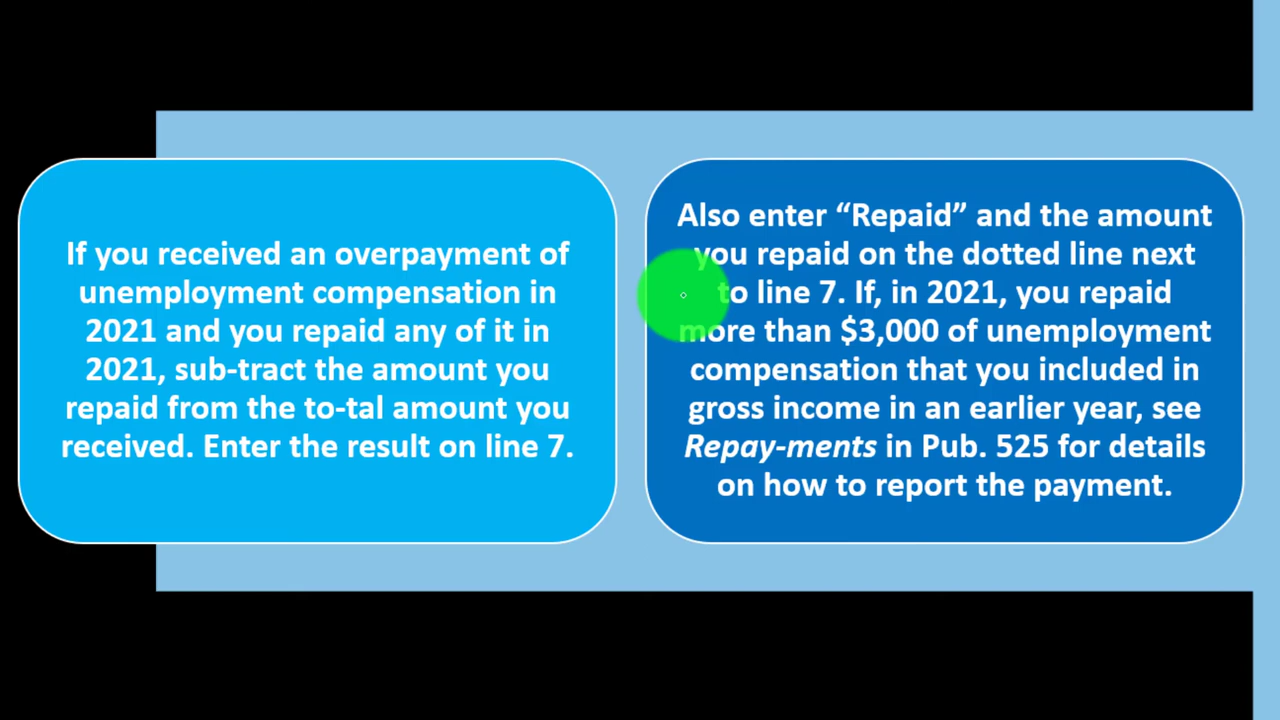 If you received an overpayment of
unemployment compensation in
2021 and you repaid any of it in
2021, sub-tract the amount you
repaid from the to-tal amount you
received. Enter the result on line 7.
Also enter “Repaid” and the amount
you repaid on the dotted line next
to line 7. If, in 2021, you repaid
more than $3,000 of unemployment
compensation that you included in
gross income in an earlier year, see
Repay-ments in Pub. 525 for details
on how to report the payment.